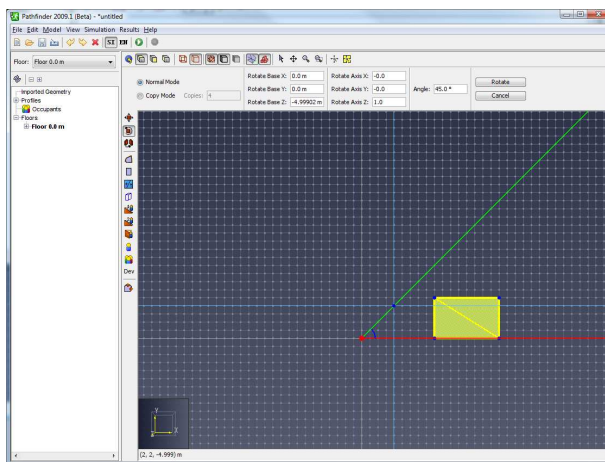 Pathfinder 2009.1 (Beta) - *untitled
File Edit Model View Simulation Results Help
SI EN
Floor: Floor 0.0 m
Imported Geometry
Profiles
Occupants
Floors
Floor 0.0 m
Normal Mode
Copy Mode Copies: 4
Rotate Base X: 0.0 m Rotate Axis X: -0.0
Rotate Base Y: 0.0 m Rotate Axis Y: -0.0
Rotate Base Z: -4.99902 m Rotate Axis Z: 1.0
Angle: 45.0 °
Rotate
Cancel
Dev
Y
X
Z
(2, 2, -4.999) m